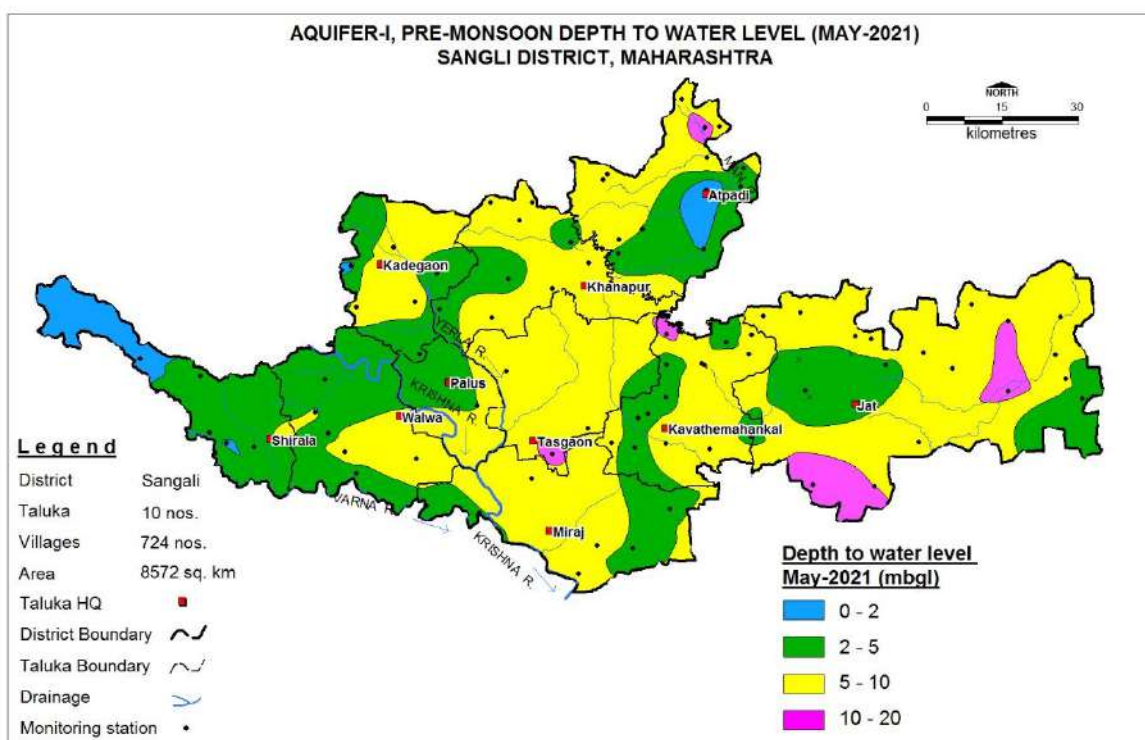 AQUIFER-I, PRE-MONSOON DEPTH TO WATER LEVEL (MAY-2021)
SANGLI DISTRICT, MAHARASHTRA
NORTH
0 15 30
kilometres
MAN
Atpadi
Kadegaon
Khanapur
YERLA R.
Palus
KRISHNA R.
Walwa
Jat
Shirala
Tasgaon
Kavathemahankal
VARNA R.
KRISHNA R.
Miraj
Legend
District Sangali
Taluka 10 nos.
Villages 724 nos.
Area 8572 sq. km
Taluka HQ
District Boundary
Taluka Boundary
Drainage
Monitoring station
Depth to water level
May-2021 (mbgl)
0 - 2
2 - 5
5 - 10
10 - 20